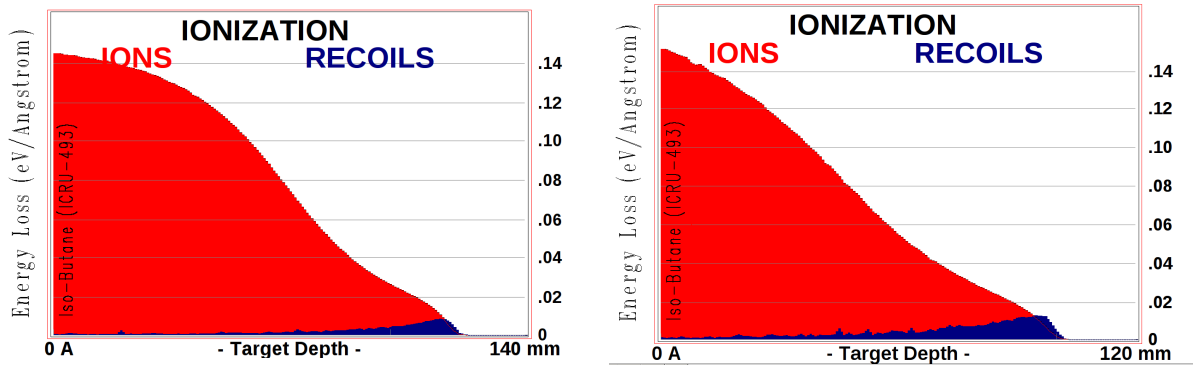 IONIZATION
IONS RECOILS
Energy Loss (eV/Angstrom)
Iso-Butane (ICRU-493)
.14
.12
.10
.08
.06
.04
.02
0
0 A - Target Depth - 140 mm
IONIZATION
IONS RECOILS
Energy Loss (eV/Angstrom)
Iso-Butane (ICRU-493)
.14
.12
.10
.08
.06
.04
.02
0
0 A - Target Depth - 120 mm